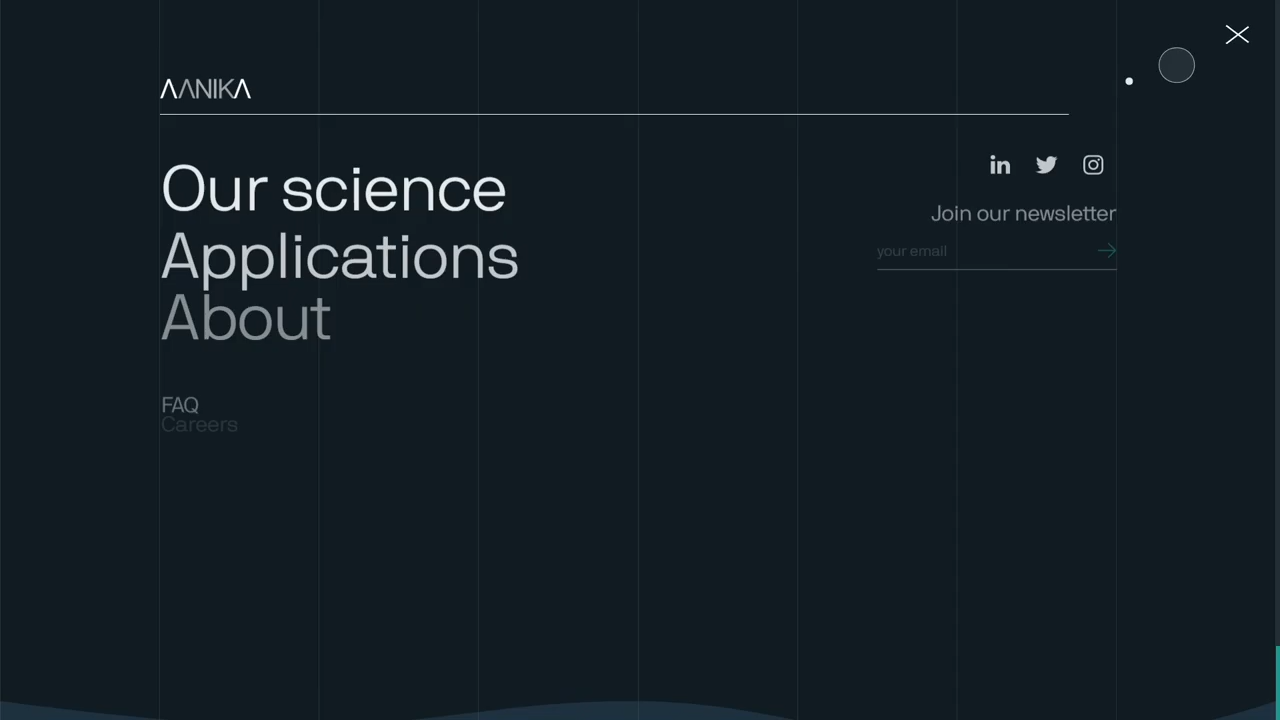 AANIKA
Our science
Applications
About
FAQ
Careers
Join our newsletter
your email